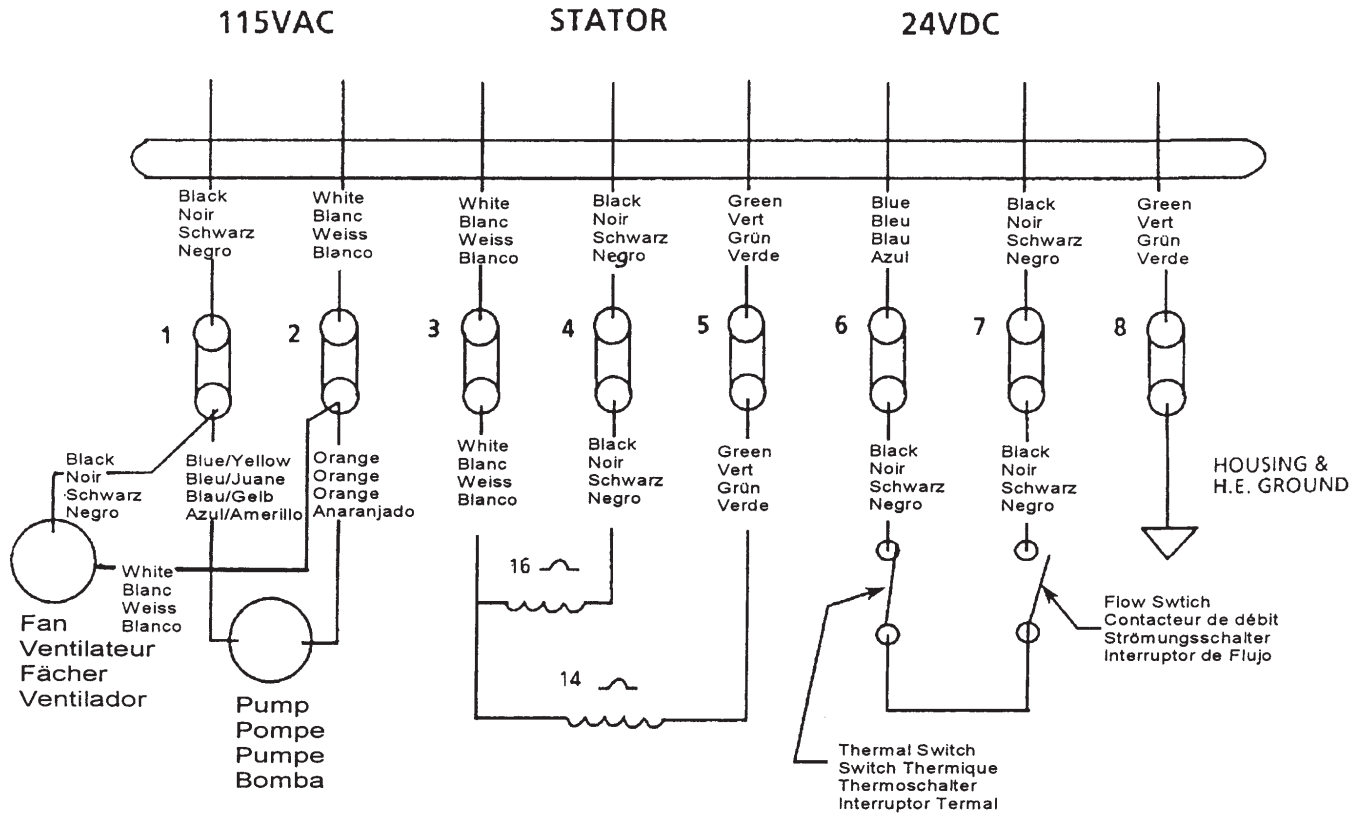 115VAC
STATOR
24VDC
Black
Noir
Schwarz
Negro
White
Blanc
Weiss
Blanco
White
Blanc
Weiss
Blanco
Black
Noir
Schwarz
Negro
Green
Vert
Grün
Verde
Blue
Bleu
Blau
Azul
Black
Noir
Schwarz
Negro
Green
Vert
Grün
Verde
1
2
3
4
5
6
7
8
Black
Noir
Schwarz
Negro
Blue/Yellow
Bleu/Juane
Blau/Gelb
Azul/Amerillo
Orange
Orange
Orange
Anaranjado
White
Blanc
Weiss
Blanco
Black
Noir
Schwarz
Negro
Green
Vert
Grün
Verde
Black
Noir
Schwarz
Negro
Black
Noir
Schwarz
Negro
HOUSING &
H.E. GROUND
White
Blanc
Weiss
Blanco
Fan
Ventilateur
Fächer
Ventilador
Pump
Pompe
Pumpe
Bomba
16
14
Flow Swtich
Contacteur de débit
Strömungsschalter
Interruptor de Flujo
Thermal Switch
Switch Thermique
Thermoschalter
Interruptor Termal